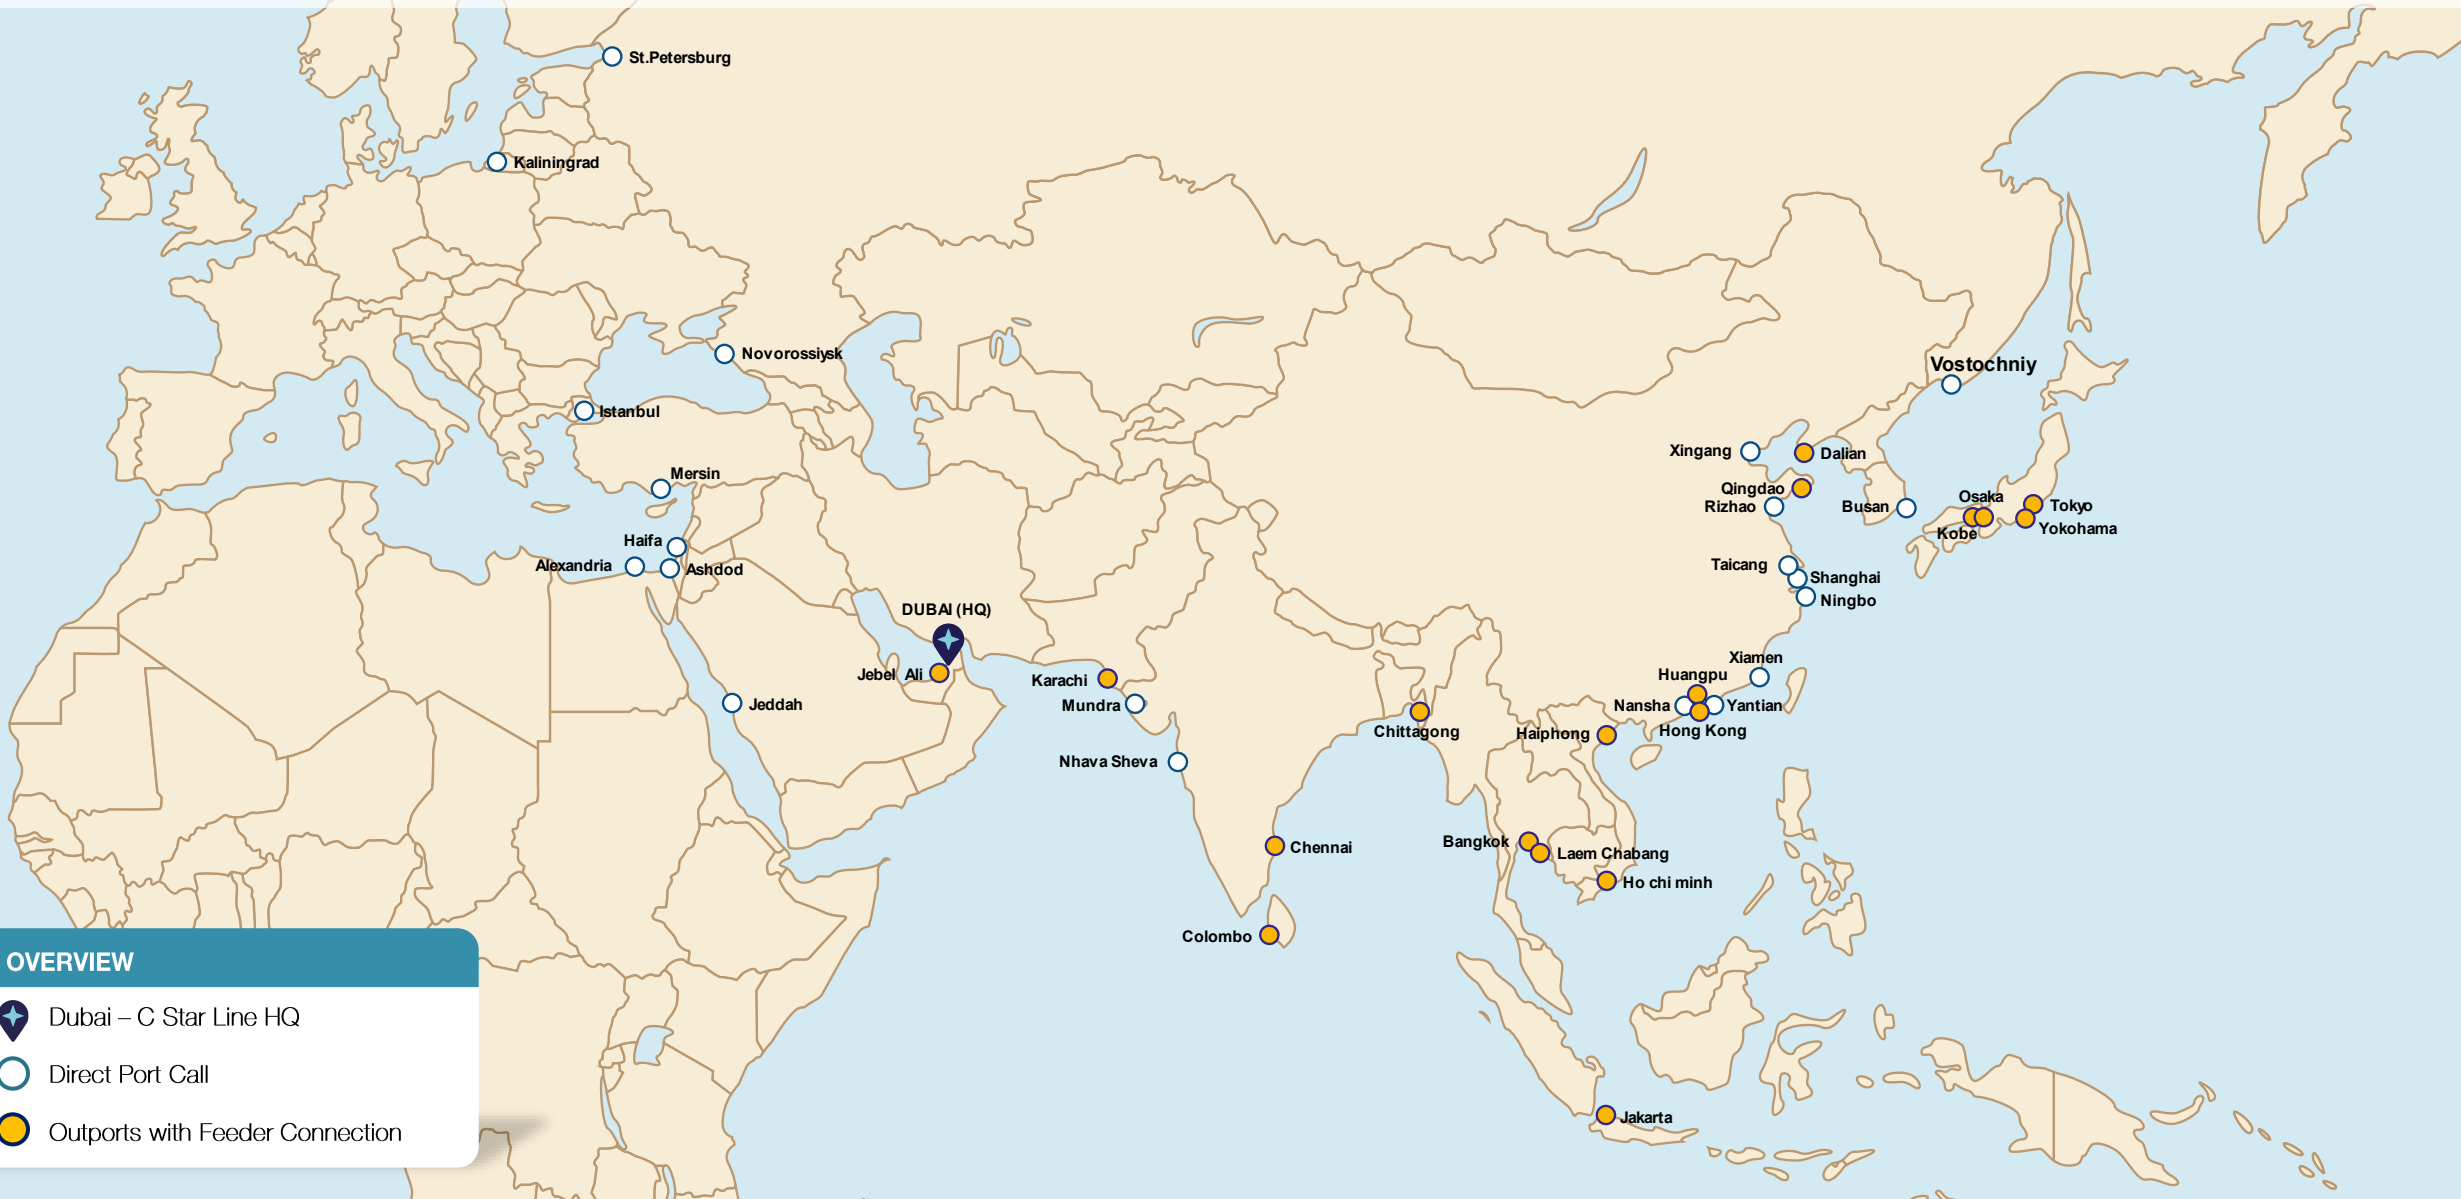 St.Petersburg
Kaliningrad
Novorossiysk
Vostochniy
Istanbul
Xingang
Dalian
Mersin
Qingdao
Osaka
Rizhao
Busan
Tokyo
Kobe
Yokohama
Haifa
Alexandria
Ashdod
Taicang
Shanghai
Ningbo
DUBAI (HQ)
Xiamen
Jebel Ali
Huangpu
Karachi
Jeddah
Mundra
Nansha
Yantian
Chittagong
Haiphong
Hong Kong
Nhava Sheva
Bangkok
Chennai
Laem Chabang
Ho chi minh
Colombo
OVERVIEW
Dubai – C Star Line HQ
Direct Port Call
Outports with Feeder Connection
Jakarta